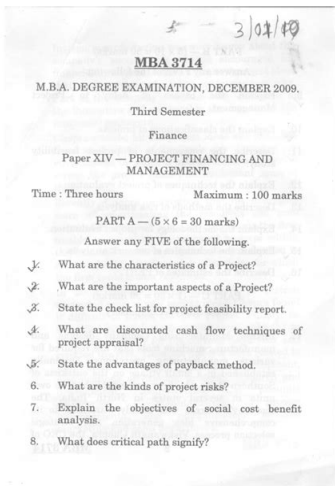 3/01/10
MBA 3714
M.B.A. DEGREE EXAMINATION, DECEMBER 2009.
Third Semester
Finance
Paper XIV — PROJECT FINANCING AND
MANAGEMENT
Time : Three hours Maximum : 100 marks
PART A — (5 × 6 = 30 marks)
Answer any FIVE of the following.
1. What are the characteristics of a Project?
2. What are the important aspects of a Project?
3. State the check list for project feasibility report.
4. What are discounted cash flow techniques of
project appraisal?
5. State the advantages of payback method.
6. What are the kinds of project risks?
7. Explain the objectives of social cost benefit
analysis.
8. What does critical path signify?